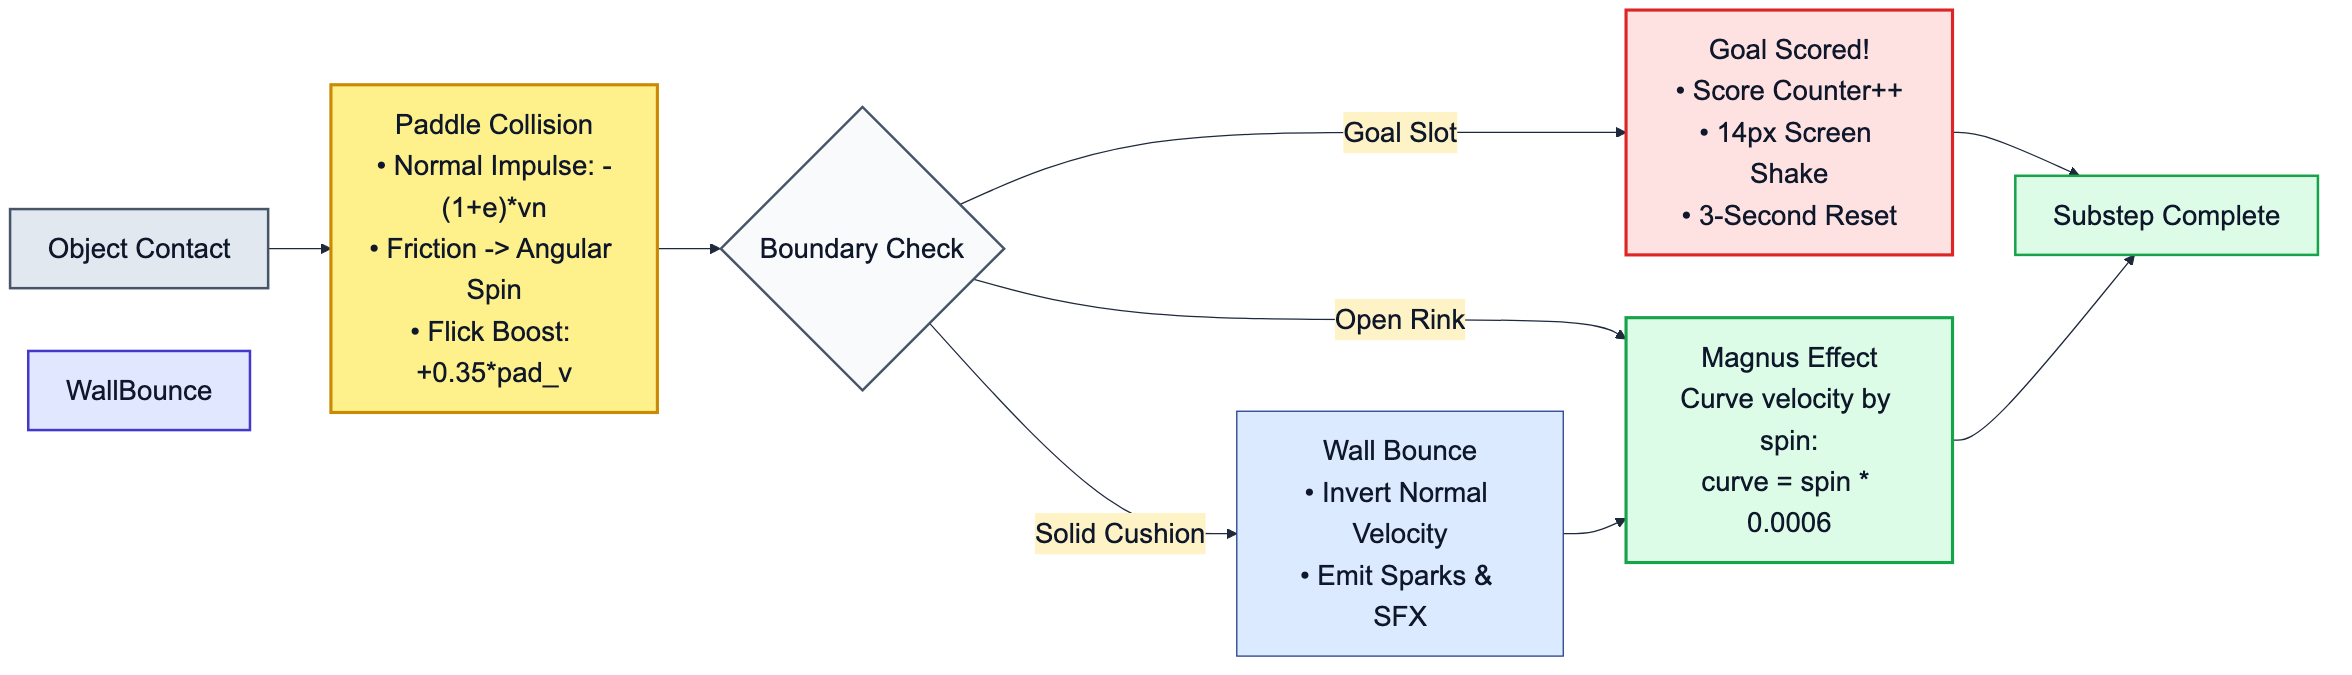 Object Contact
WallBounce
Paddle Collision
• Normal Impulse: -
(1+e)*vn
• Friction -> Angular
Spin
• Flick Boost:
+0.35*pad_v
Boundary Check
Goal Slot
Open Rink
Solid Cushion
Wall Bounce
• Invert Normal
Velocity
• Emit Sparks &
SFX
Goal Scored!
• Score Counter++
• 14px Screen
Shake
• 3-Second Reset
Magnus Effect
Curve velocity by
spin:
curve = spin *
0.0006
Substep Complete